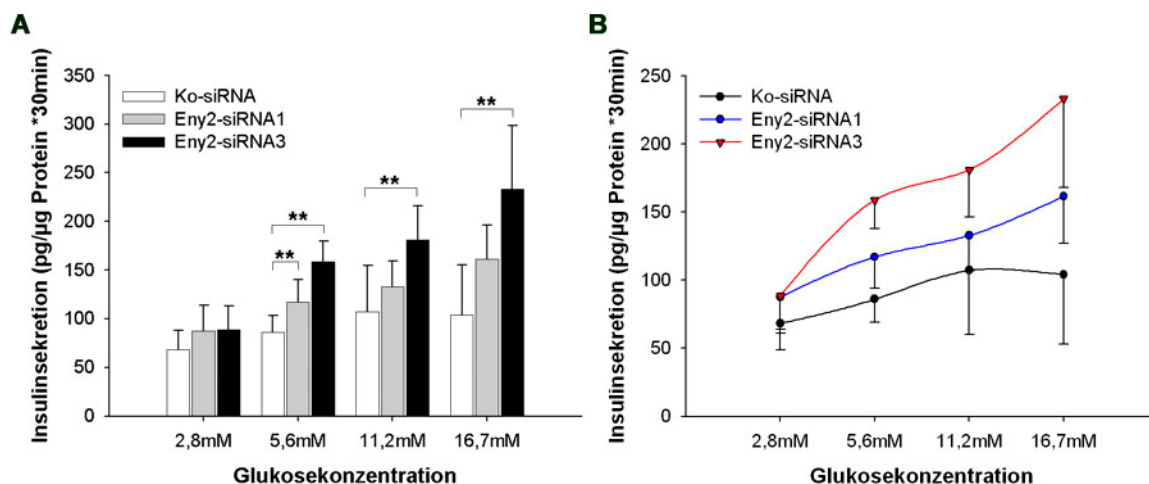 A
Insulinsekretion (pg/µg Protein *30min)
350
300
250
200
150
100
50
0
Ko-siRNA
Eny2-siRNA1
Eny2-siRNA3
**
**
**
**
2,8mM 5,6mM 11,2mM 16,7mM
Glukosekonzentration
B
Insulinsekretion (pg/µg Protein *30min)
250
200
150
100
50
0
Ko-siRNA
Eny2-siRNA1
Eny2-siRNA3
2,8mM 5,6mM 11,2mM 16,7mM
Glukosekonzentration